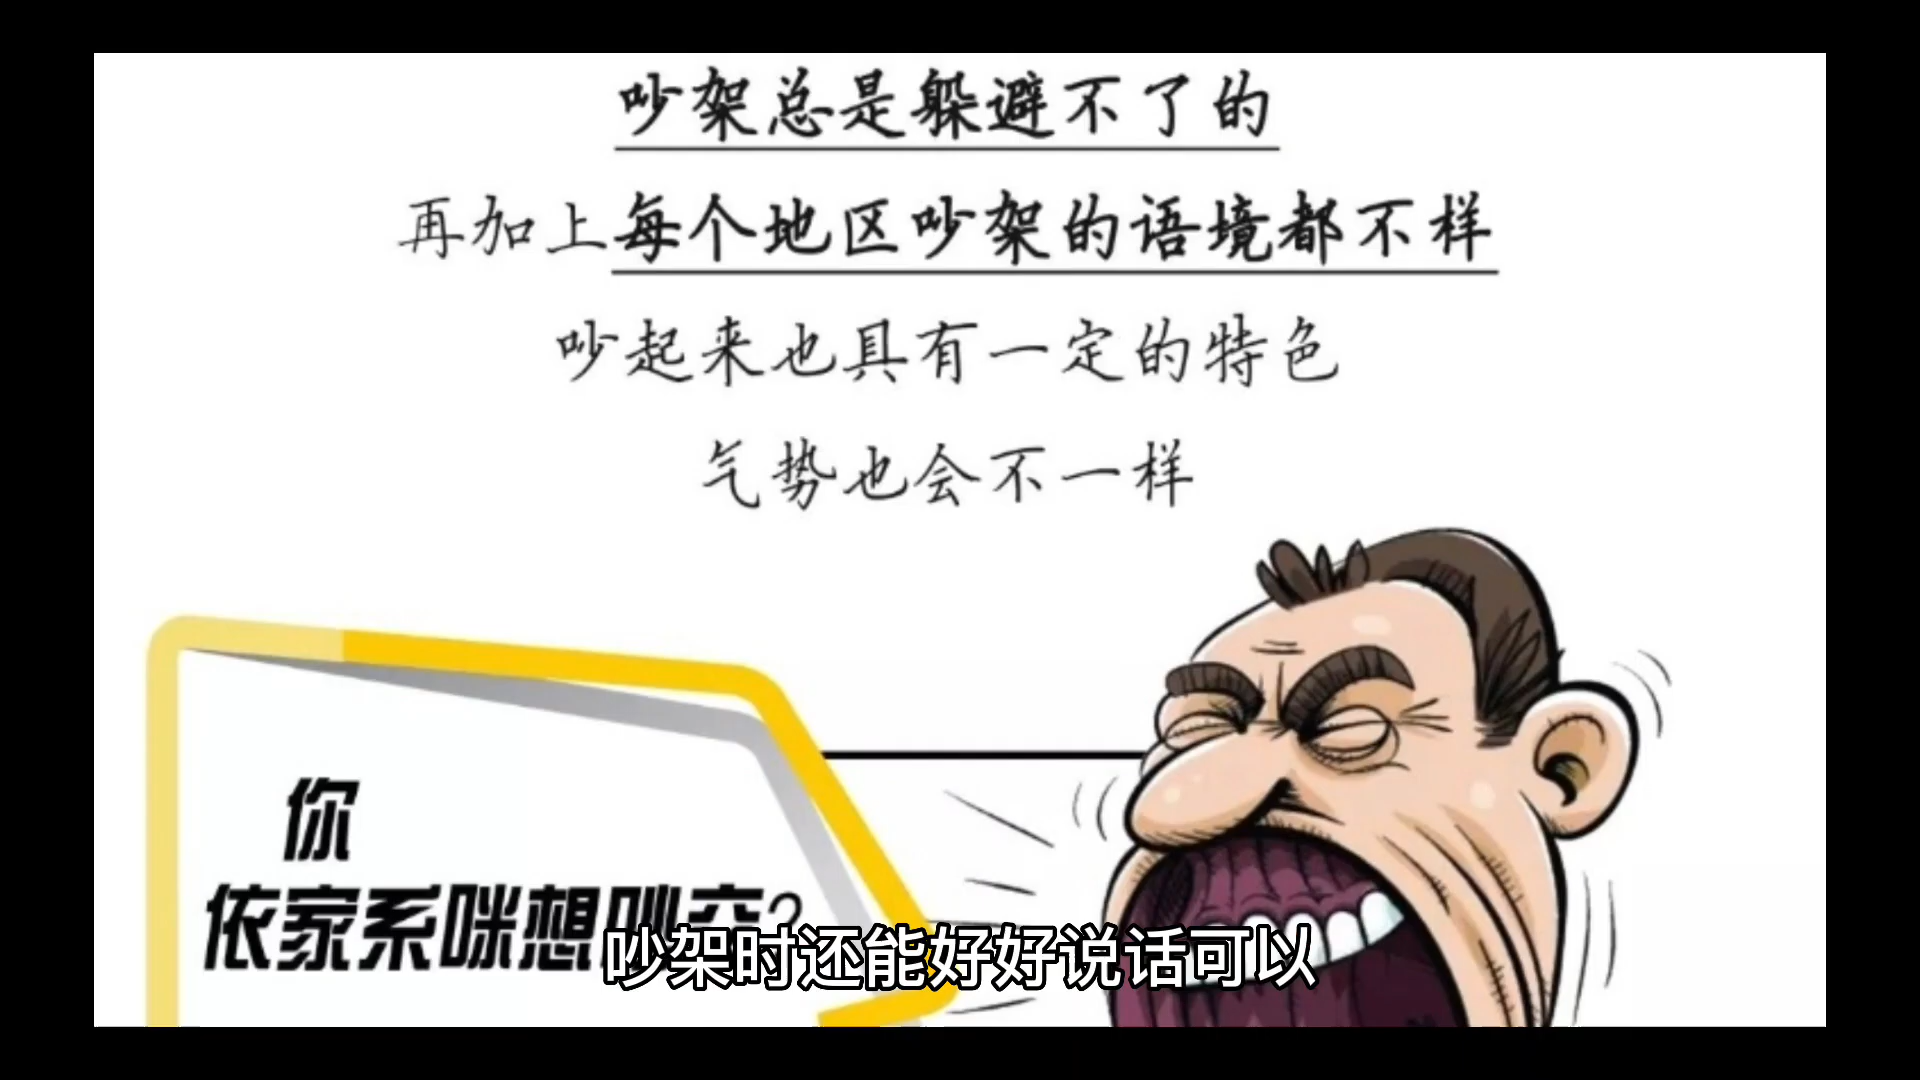 吵架总是躲避不了的
再加上每个地区吵架的语境都不样
吵起来也具有一定的特色
气势也会不一样
你
依家系咪想吵交?
吵架时还能好好说话可以